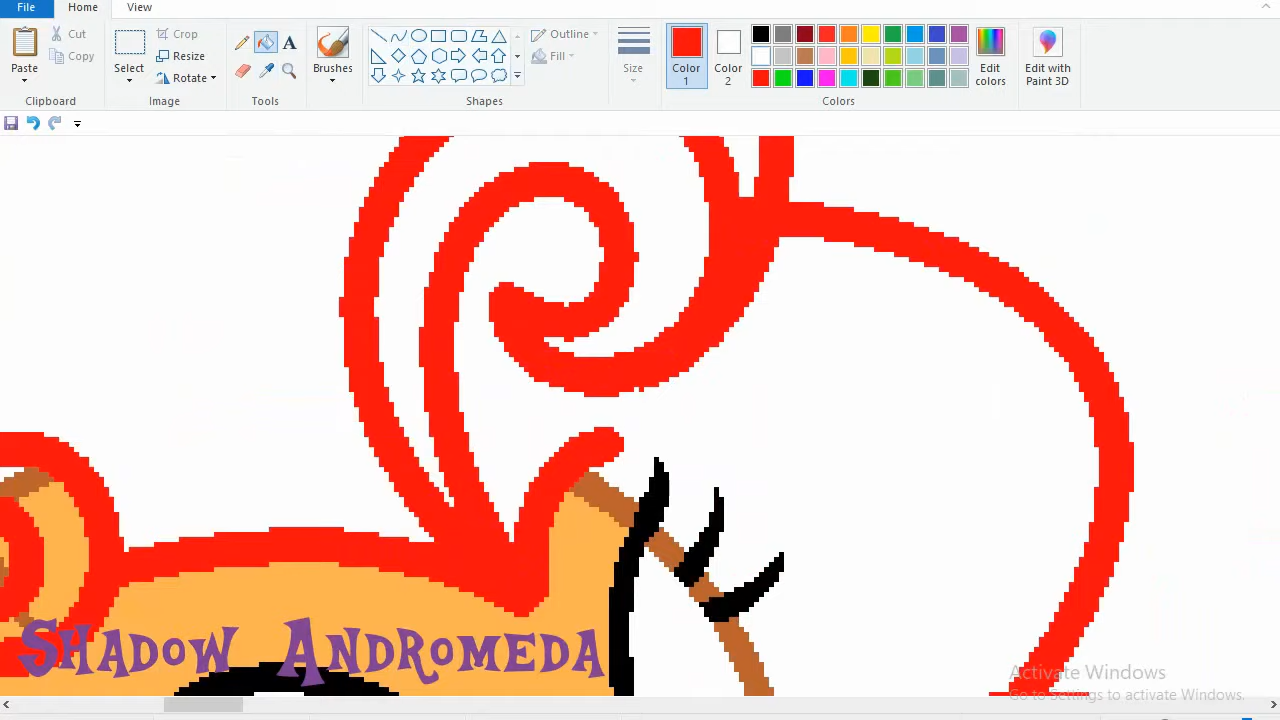 File Home View
Cut
Copy
Paste
Clipboard
Select
Crop
Resize
Rotate
Image
A
Tools
Brushes
Shapes
Outline
Fill
Size
Color 1
Color 2
Colors
Edit colors
Edit with Paint 3D
SHADOW ANDROMEDA
Activate Windows
Go to Settings to activate Windows.